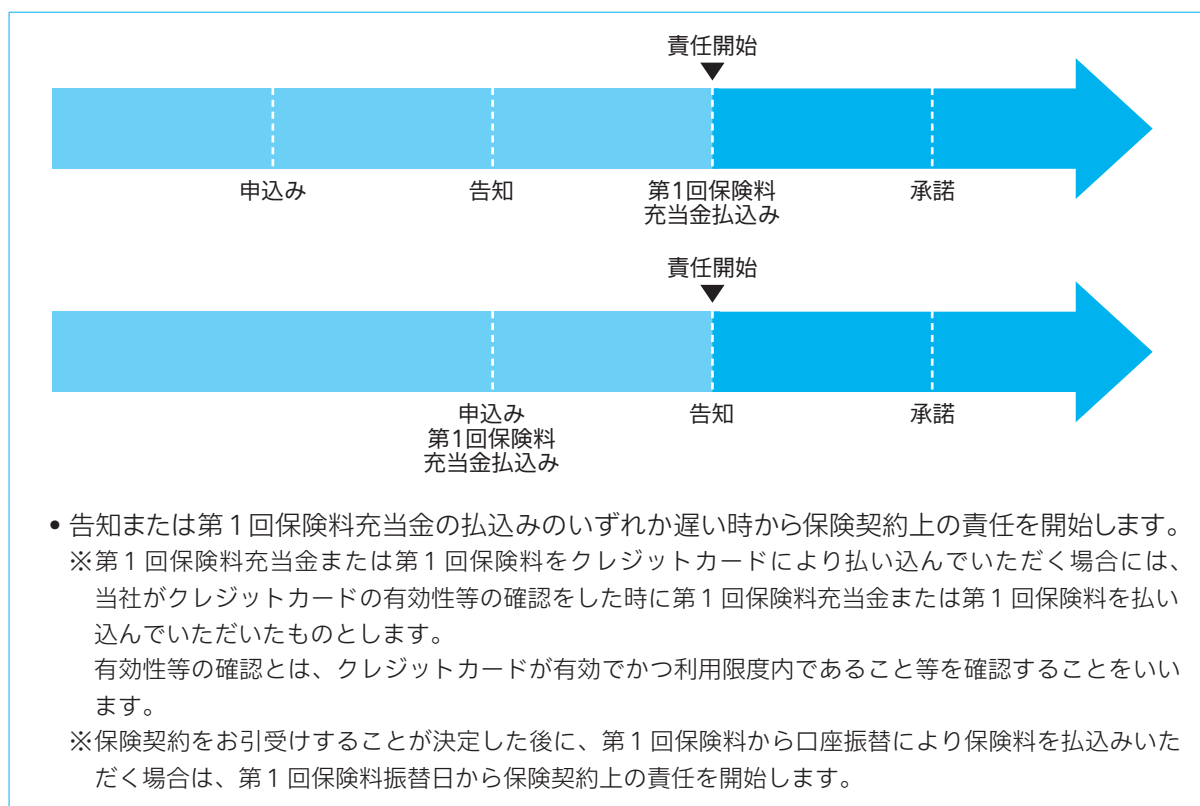 責任開始
▼
申込み 告知 第1回保険料 承諾
充当金払込み
責任開始
▼
申込み 告知 承諾
第1回保険料
充当金払込み
• 告知または第１回保険料充当金の払込みのいずれか遅い時から保険契約上の責任を開始します。
※第１回保険料充当金または第１回保険料をクレジットカードにより払い込んでいただく場合には、
当社がクレジットカードの有効性等の確認をした時に第１回保険料充当金または第１回保険料を払い
込んでいただいたものとします。
有効性等の確認とは、クレジットカードが有効でかつ利用限度内であること等を確認することをいい
ます。
※保険契約をお引受けすることが決定した後に、第１回保険料から口座振替により保険料を払込みいた
だく場合は、第１回保険料振替日から保険契約上の責任を開始します。